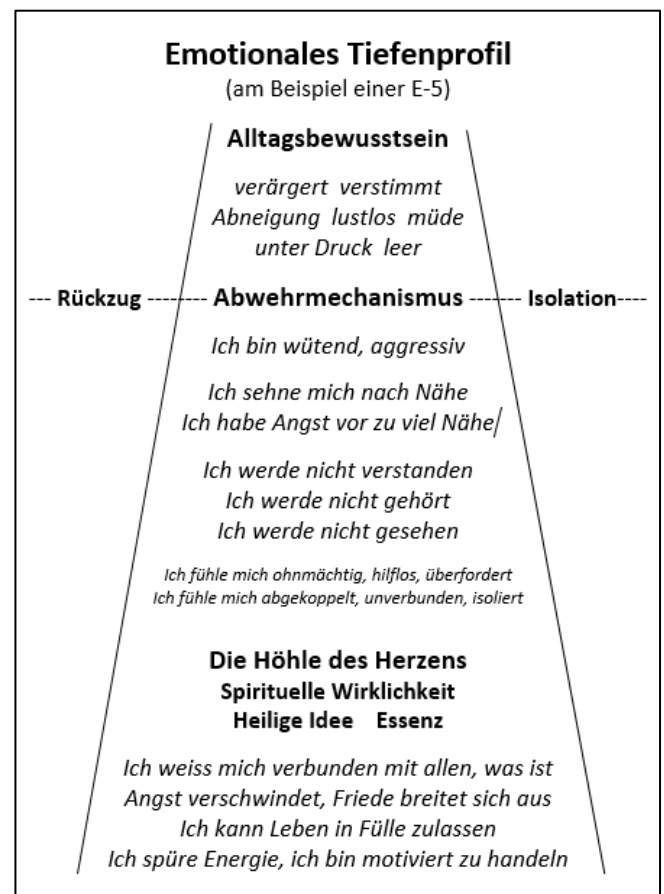 Emotionales Tiefenprofil
(am Beispiel einer E-5)
Alltagsbewusstsein
verärgert verstimmt
Abneigung lustlos müde
unter Druck leer
--- Rückzug -------- Abwehrmechanismus ------- Isolation----
Ich bin wütend, aggressiv
Ich sehne mich nach Nähe
Ich habe Angst vor zu viel Nähe/
Ich werde nicht verstanden
Ich werde nicht gehört
Ich werde nicht gesehen
Ich fühle mich ohnmächtig, hilflos, überfordert
Ich fühle mich abgekoppelt, unverbunden, isoliert
Die Höhle des Herzens
Spirituelle Wirklichkeit
Heilige Idee Essenz
Ich weiss mich verbunden mit allen, was ist
Angst verschwindet, Friede breitet sich aus
Ich kann Leben in Fülle zulassen
Ich spüre Energie, ich bin motiviert zu handeln